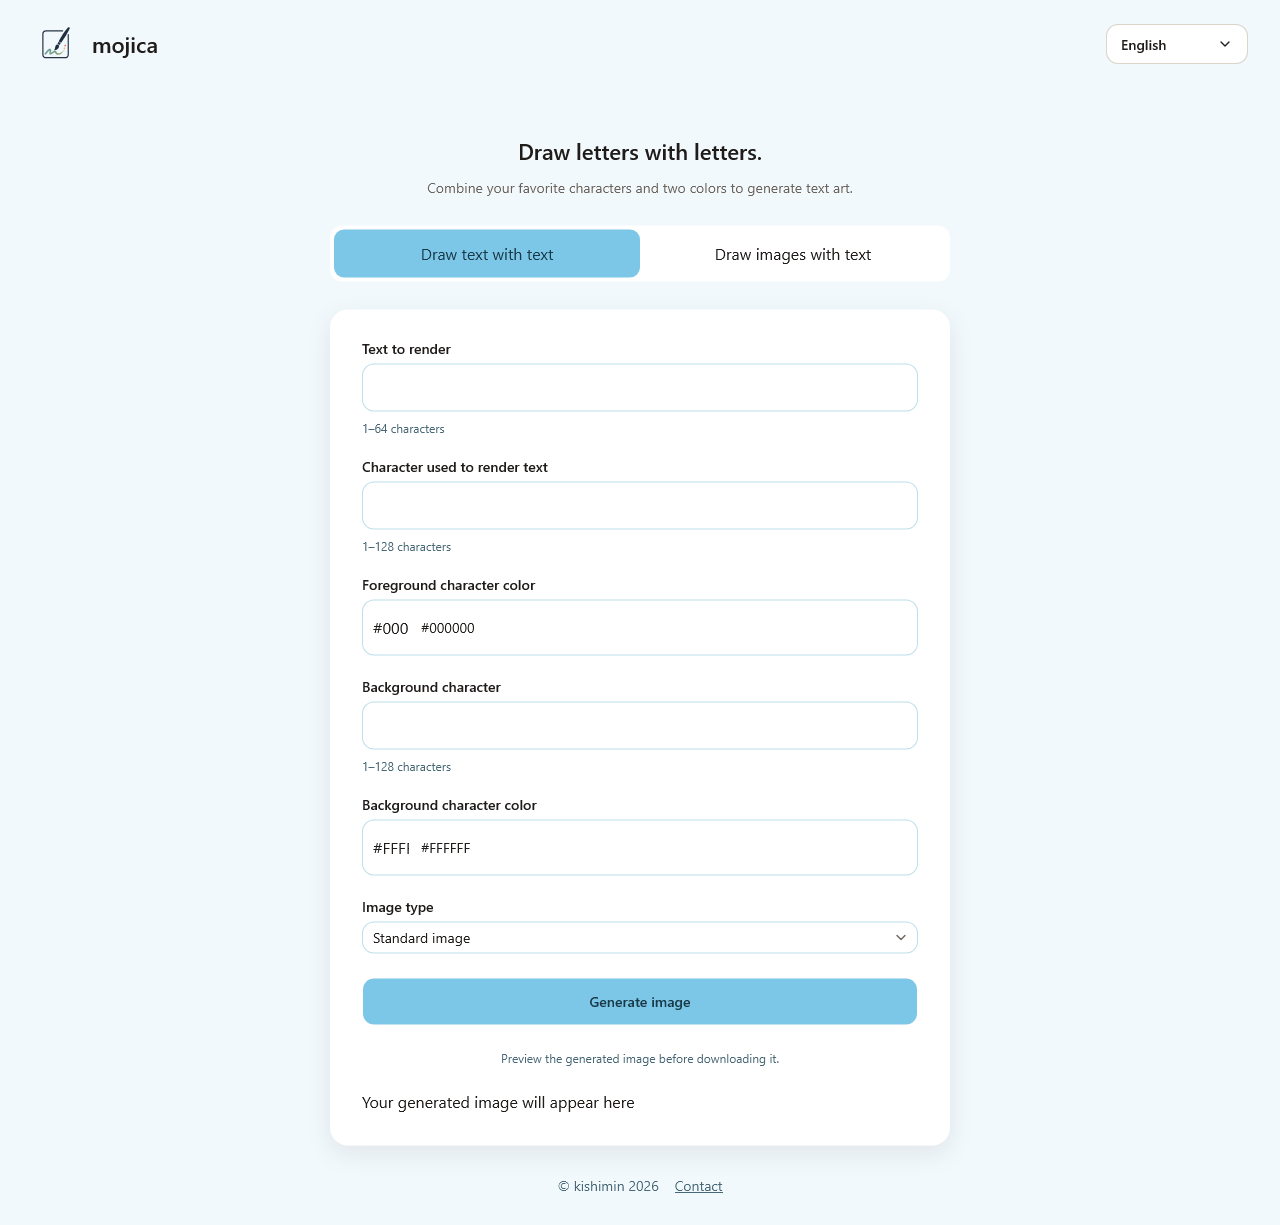 mojica
English
Draw letters with letters.
Combine your favorite characters and two colors to generate text art.
Draw text with text
Draw images with text
Text to render
1–64 characters
Character used to render text
1–128 characters
Foreground character color
#000 #000000
Background character
1–128 characters
Background character color
#FFF #FFFFFF
Image type
Standard image
Generate image
Preview the generated image before downloading it.
Your generated image will appear here
© kishimin 2026 Contact